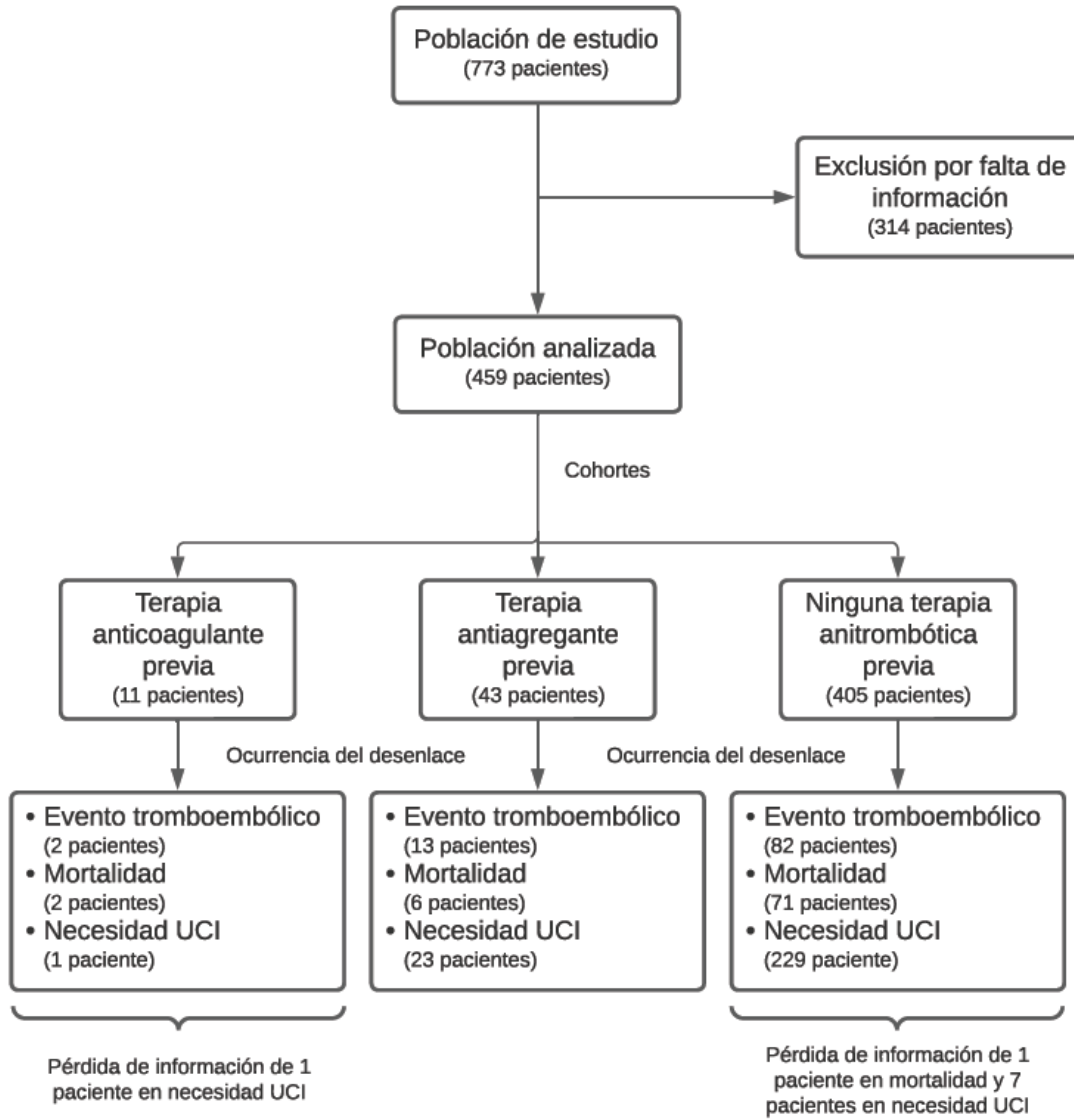 Población de estudio
(773 pacientes)
Exclusión por falta de
información
(314 pacientes)
Población analizada
(459 pacientes)
Cohortes
Terapia
anticoagulante
previa
(11 pacientes)
Terapia
antiagregante
previa
(43 pacientes)
Ninguna terapia
anitrombótica
previa
(405 pacientes)
Ocurrencia del desenlace
Ocurrencia del desenlace
• Evento tromboembólico
(2 pacientes)
• Mortalidad
(2 pacientes)
• Necesidad UCI
(1 paciente)
• Evento tromboembólico
(13 pacientes)
• Mortalidad
(6 pacientes)
• Necesidad UCI
(23 pacientes)
• Evento tromboembólico
(82 pacientes)
• Mortalidad
(71 pacientes)
• Necesidad UCI
(229 paciente)
Pérdida de información de 1
paciente en necesidad UCI
Pérdida de información de 1
paciente en mortalidad y 7
pacientes en necesidad UCI